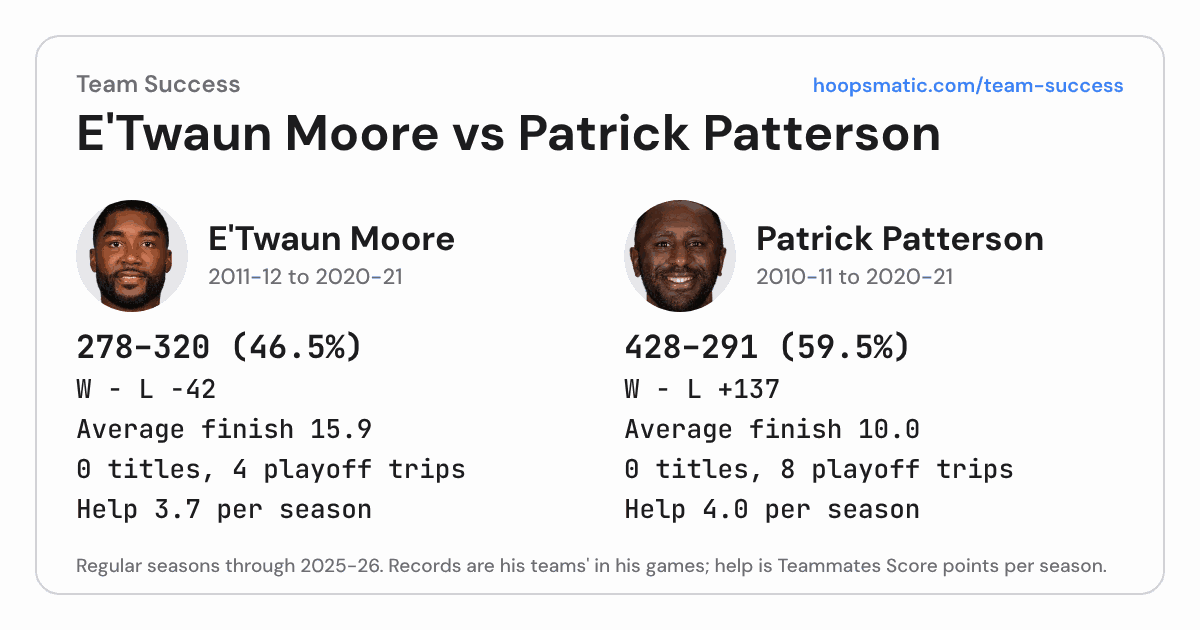 Team Success
hoopsmatic.com/team-success
E'Twaun Moore vs Patrick Patterson
E'Twaun Moore
2011-12 to 2020-21
278-320 (46.5%)
W - L -42
Average finish 15.9
0 titles, 4 playoff trips
Help 3.7 per season
Patrick Patterson
2010-11 to 2020-21
428-291 (59.5%)
W - L +137
Average finish 10.0
0 titles, 8 playoff trips
Help 4.0 per season
Regular seasons through 2025-26. Records are his teams' in his games; help is Teammates Score points per season.